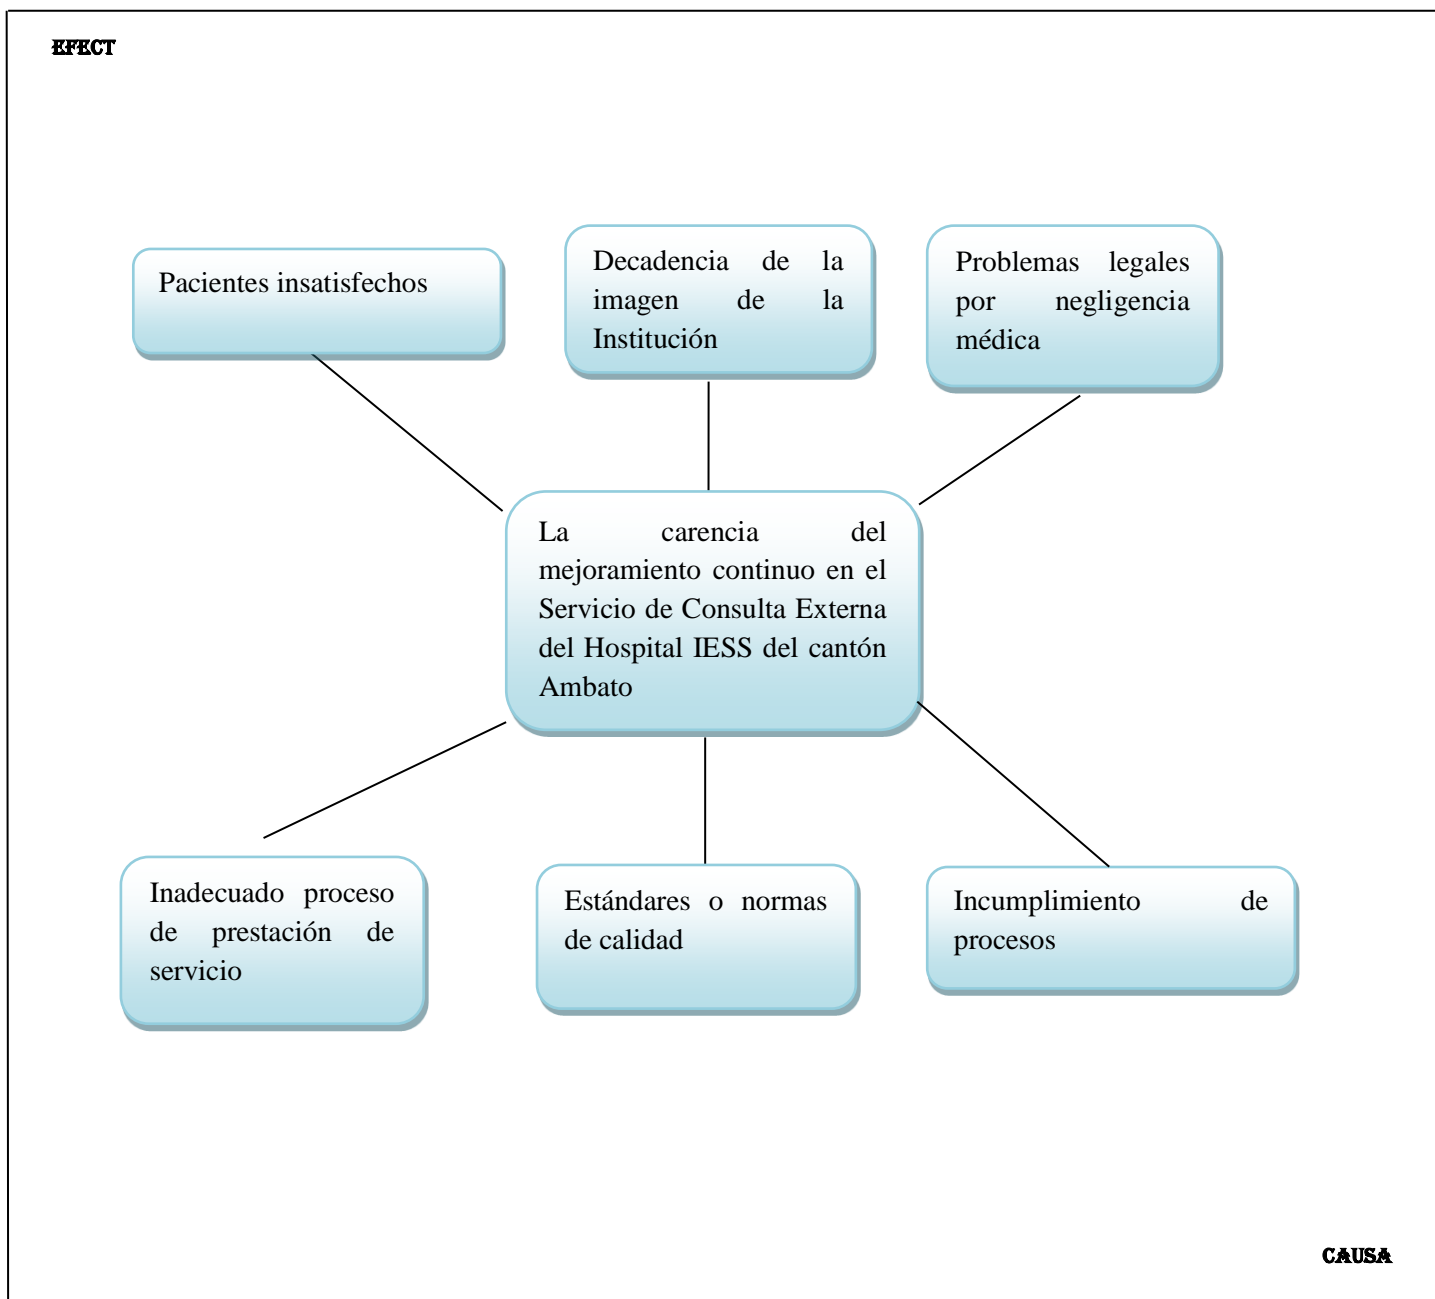 EFECT
Pacientes insatisfechos
Decadencia de la
imagen de la
Institución
Problemas legales
por negligencia
médica
La carencia del
mejoramiento continuo en el
Servicio de Consulta Externa
del Hospital IESS del cantón
Ambato
Inadecuado proceso
de prestación de
servicio
Estándares o normas
de calidad
Incumplimiento de
procesos
CAUSA